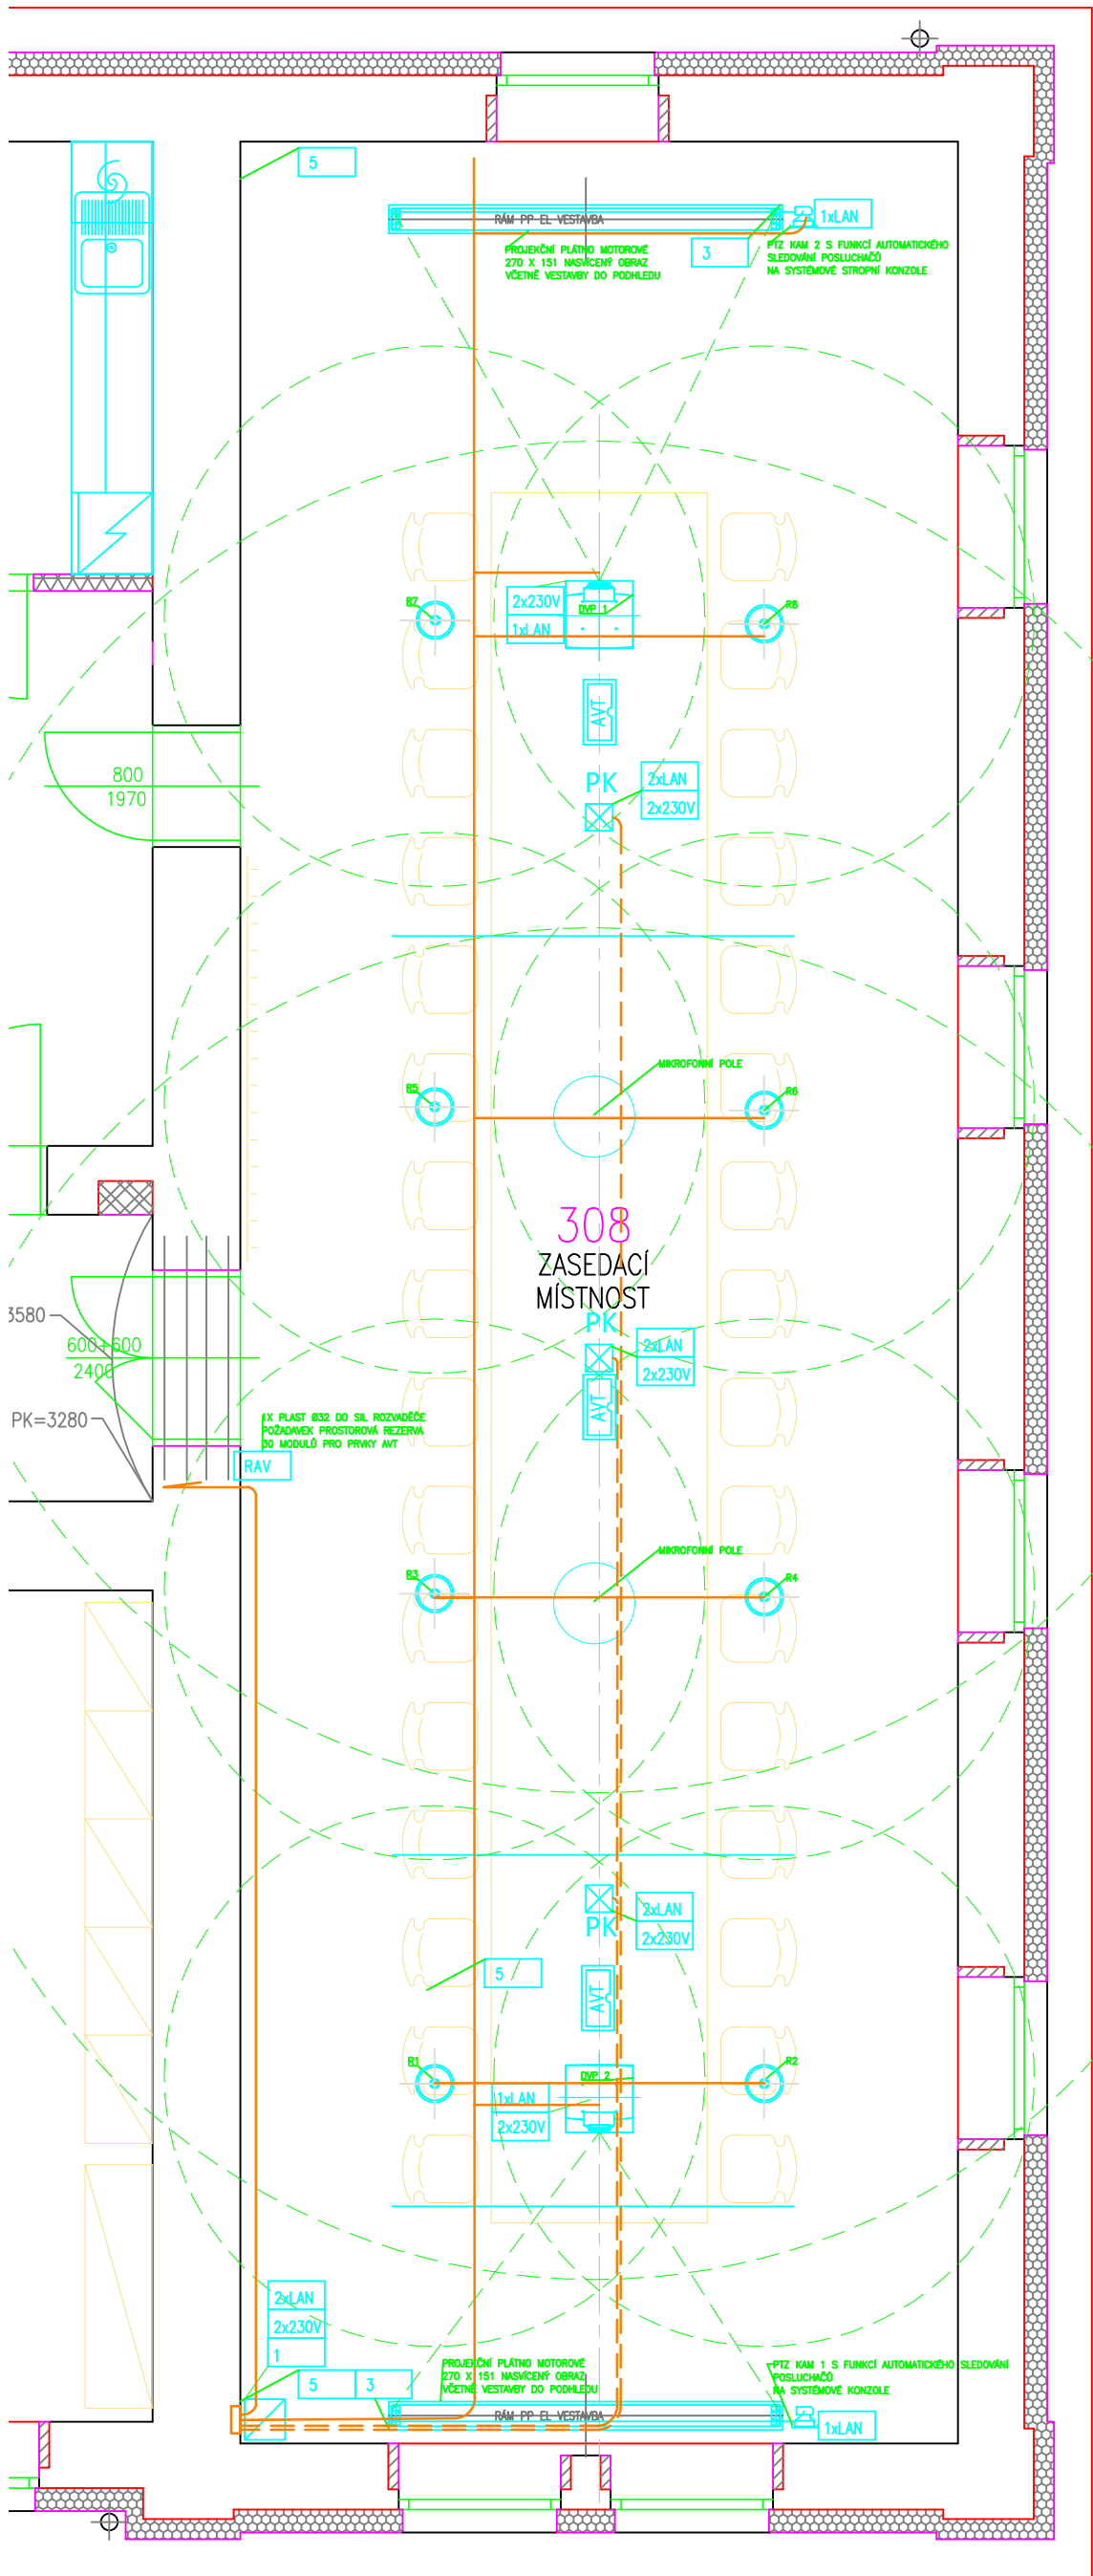 5
RÁM PP EL VESTAVBA
1xLAN
3
PROJEKČNÍ PLÁTNO MOTOROVÉ
270 X 151 NASVÍCENÝ OBRAZ
VČETNĚ VESTAVBY DO PODHLEDU
PTZ KAM 2 S FUNKCÍ AUTOMATICKÉHO
SLEDOVÁNÍ POSLUCHAČŮ
NA SYSTÉMOVÉ STROPNÍ KONZOLE
2x230V
1xLAN
DVP 1
R7
R8
AVT
PK
2xLAN
2x230V
800
1970
MIKROFONNÍ POLE
R5
R6
308
ZASEDACÍ
MÍSTNOST
PK
2xLAN
2x230V
AVT
3580
600+600
2400
PK=3280
1X PLAST Ø32 DO SIL ROZVADĚČE
POŽADAVEK PROSTOROVÁ REZERVA
30 MODULŮ PRO PRVKY AVT
RAV
MIKROFONNÍ POLE
R3
R4
PK
2xLAN
2x230V
5
AVT
R1
R2
DVP 2
1xLAN
2x230V
2xLAN
2x230V
1
5
3
PROJEKČNÍ PLÁTNO MOTOROVÉ
270 X 151 NASVÍCENÝ OBRAZ
VČETNĚ VESTAVBY DO PODHLEDU
PTZ KAM 1 S FUNKCÍ AUTOMATICKÉHO SLEDOVÁNÍ
POSLUCHAČŮ
NA SYSTÉMOVÉ KONZOLE
RÁM PP EL VESTAVBA
1xLAN